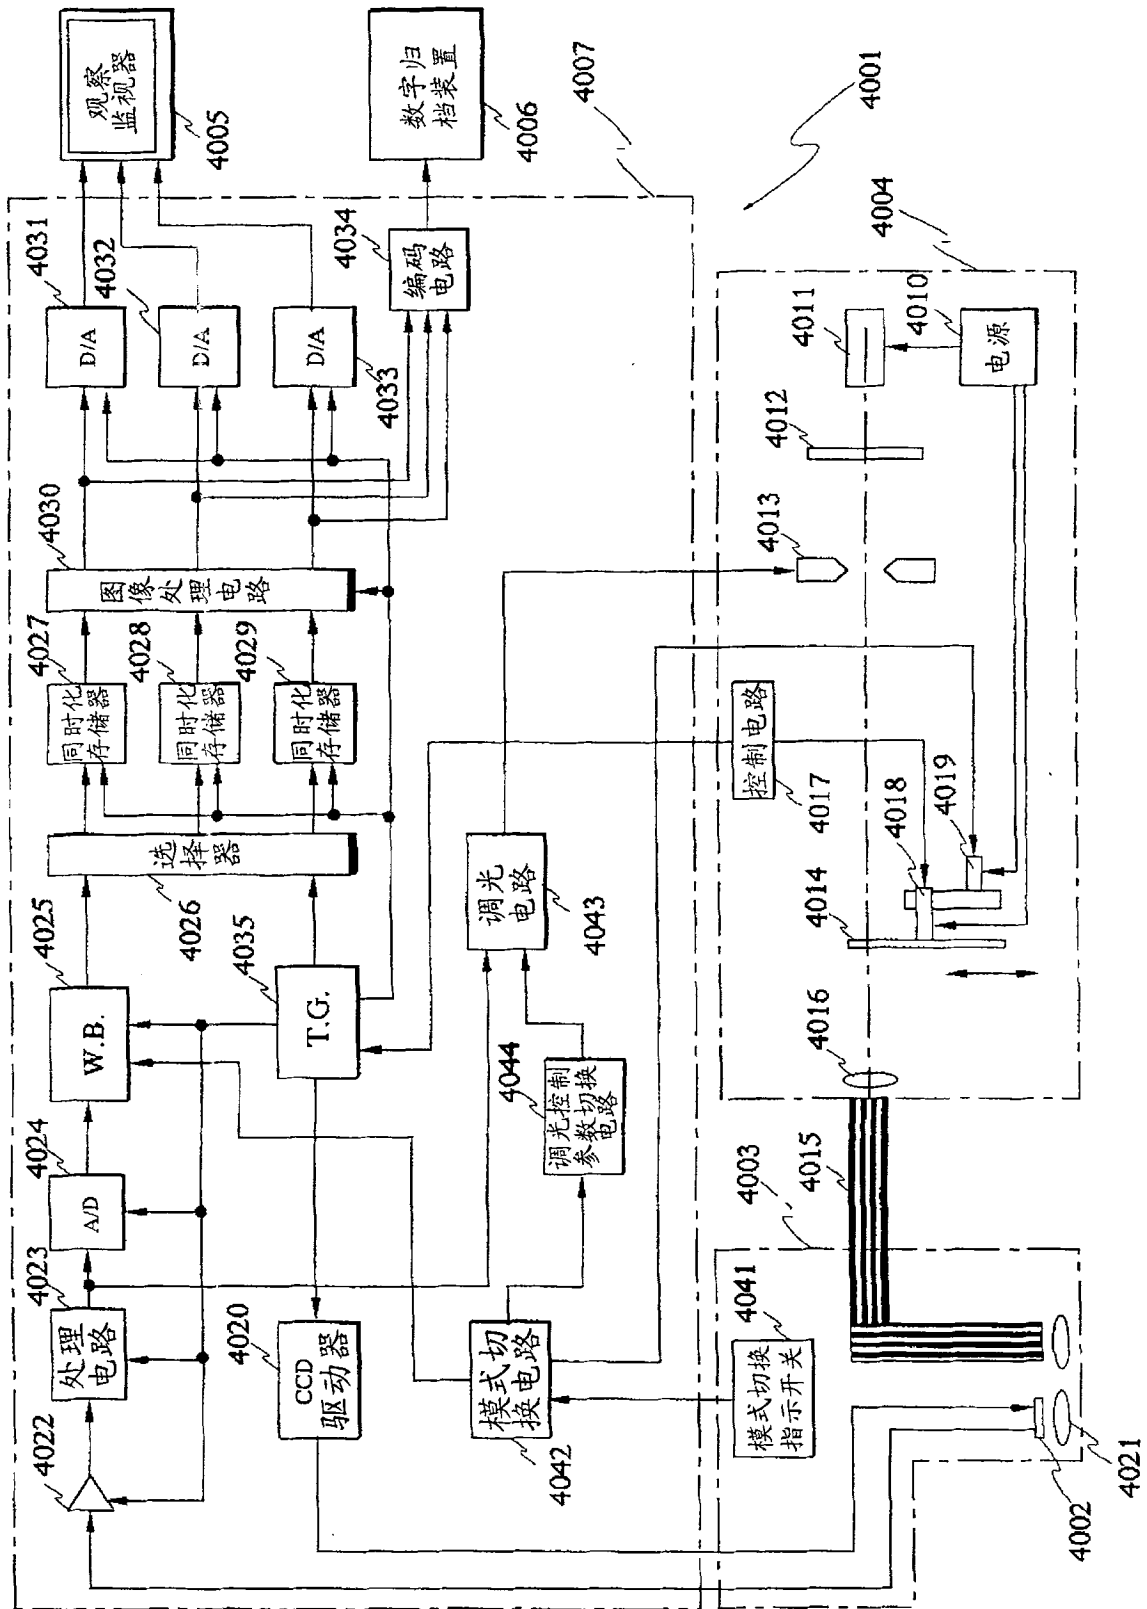 观察
监视器
4005
数字归
档装置
4006
4007
4001
4031
D/A
4032
D/A
D/A
4033
4034
编码
电路
4030
图像处理电路
4027
同时化
存储器
4028
同时化
存储器
4029
同时化
存储器
选择器
4026
4025
W.B.
4035
T.G.
4024
A/D
4023
处理
电路
4022
4020
CCD
驱动器
调光
电路
4043
4044
调光控制
参数切换
电路
模式切
换电路
4042
4041
模式切换
指示开关
4004
4011
4010
电源
4012
4013
控制电路
4017
4018
4019
4014
4016
4015
4003
4002
4021